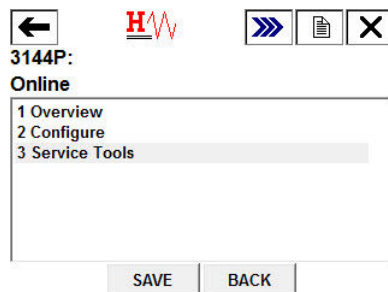 H
3144P:
Online
1 Overview
2 Configure
3 Service Tools
SAVE BACK